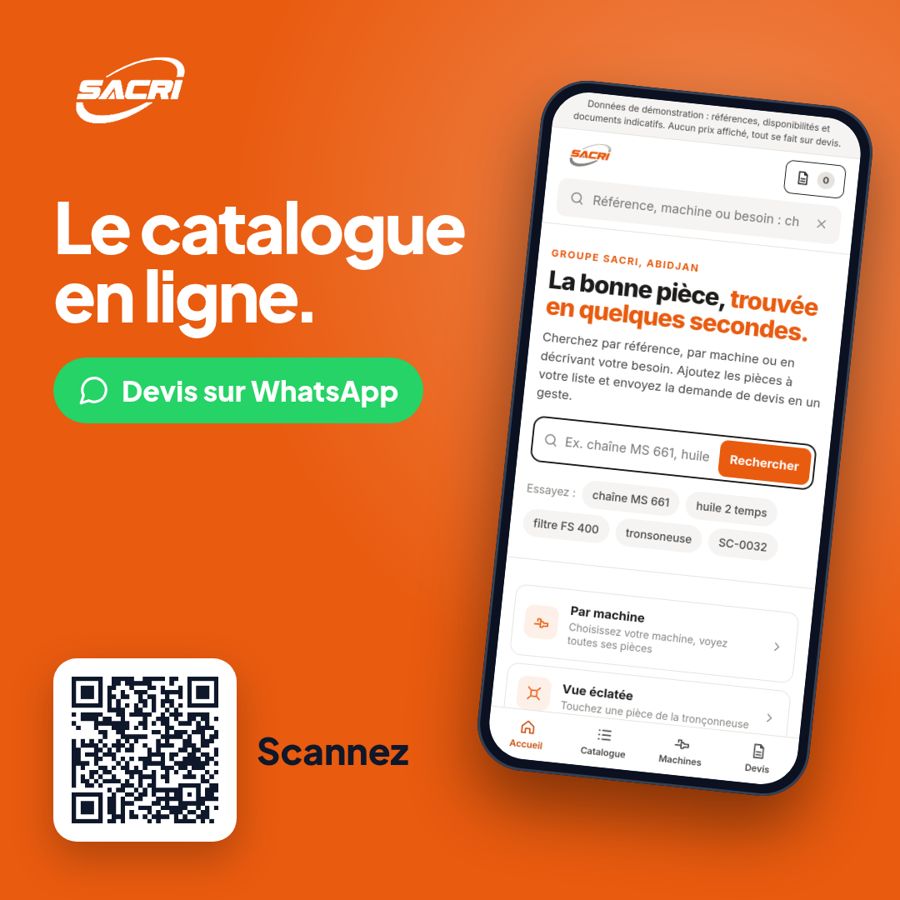 SACRI
Le catalogue
en ligne.
Devis sur WhatsApp
Scannez
Données de démonstration : références, disponibilités et
documents indicatifs. Aucun prix affiché, tout se fait sur devis.
SACRI
0
Référence, machine ou besoin : ch
GROUPE SACRI, ABIDJAN
La bonne pièce, trouvée
en quelques secondes.
Cherchez par référence, par machine ou en
décrivant votre besoin. Ajoutez les pièces à
votre liste et envoyez la demande de devis en un
geste.
Ex. chaîne MS 661, huile
Rechercher
Essayez :
chaîne MS 661
huile 2 temps
filtre FS 400
tronsoneuse
SC-0032
Par machine
Choisissez votre machine, voyez
toutes ses pièces
Vue éclatée
Touchez une pièce de la tronçonneuse
Accueil
Catalogue
Machines
Devis